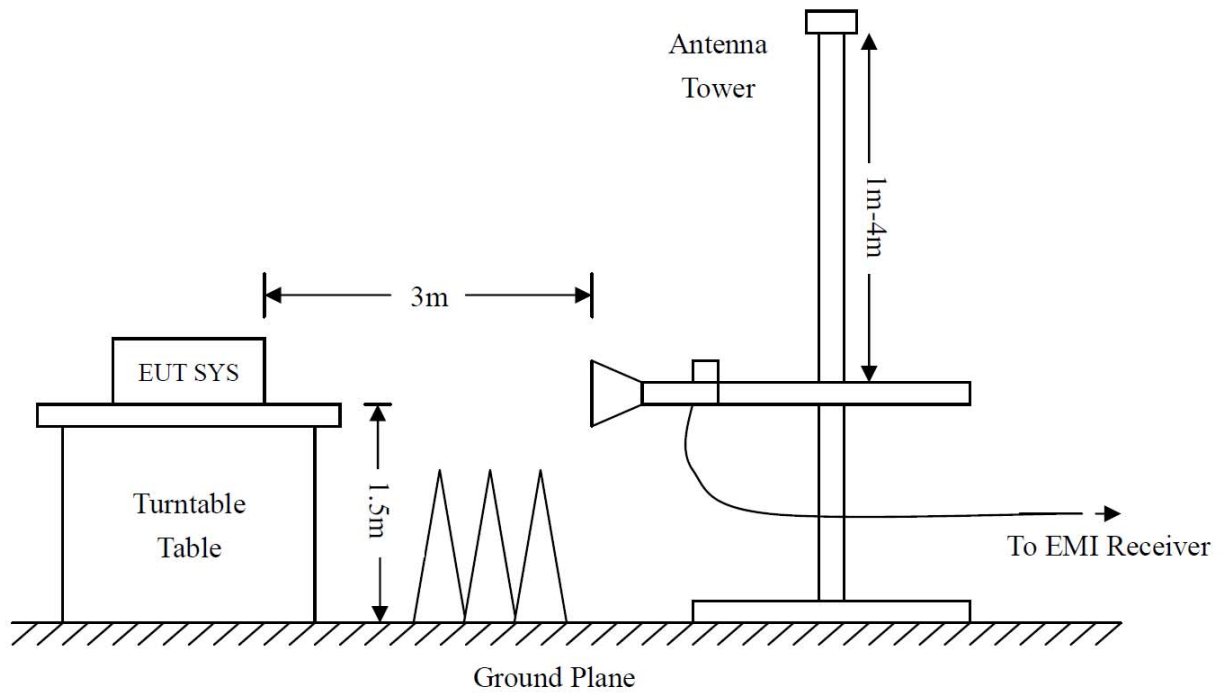 Antenna
Tower
1m-4m
3m
EUT SYS
1.5m
Turntable
Table
To EMI Receiver
Ground Plane